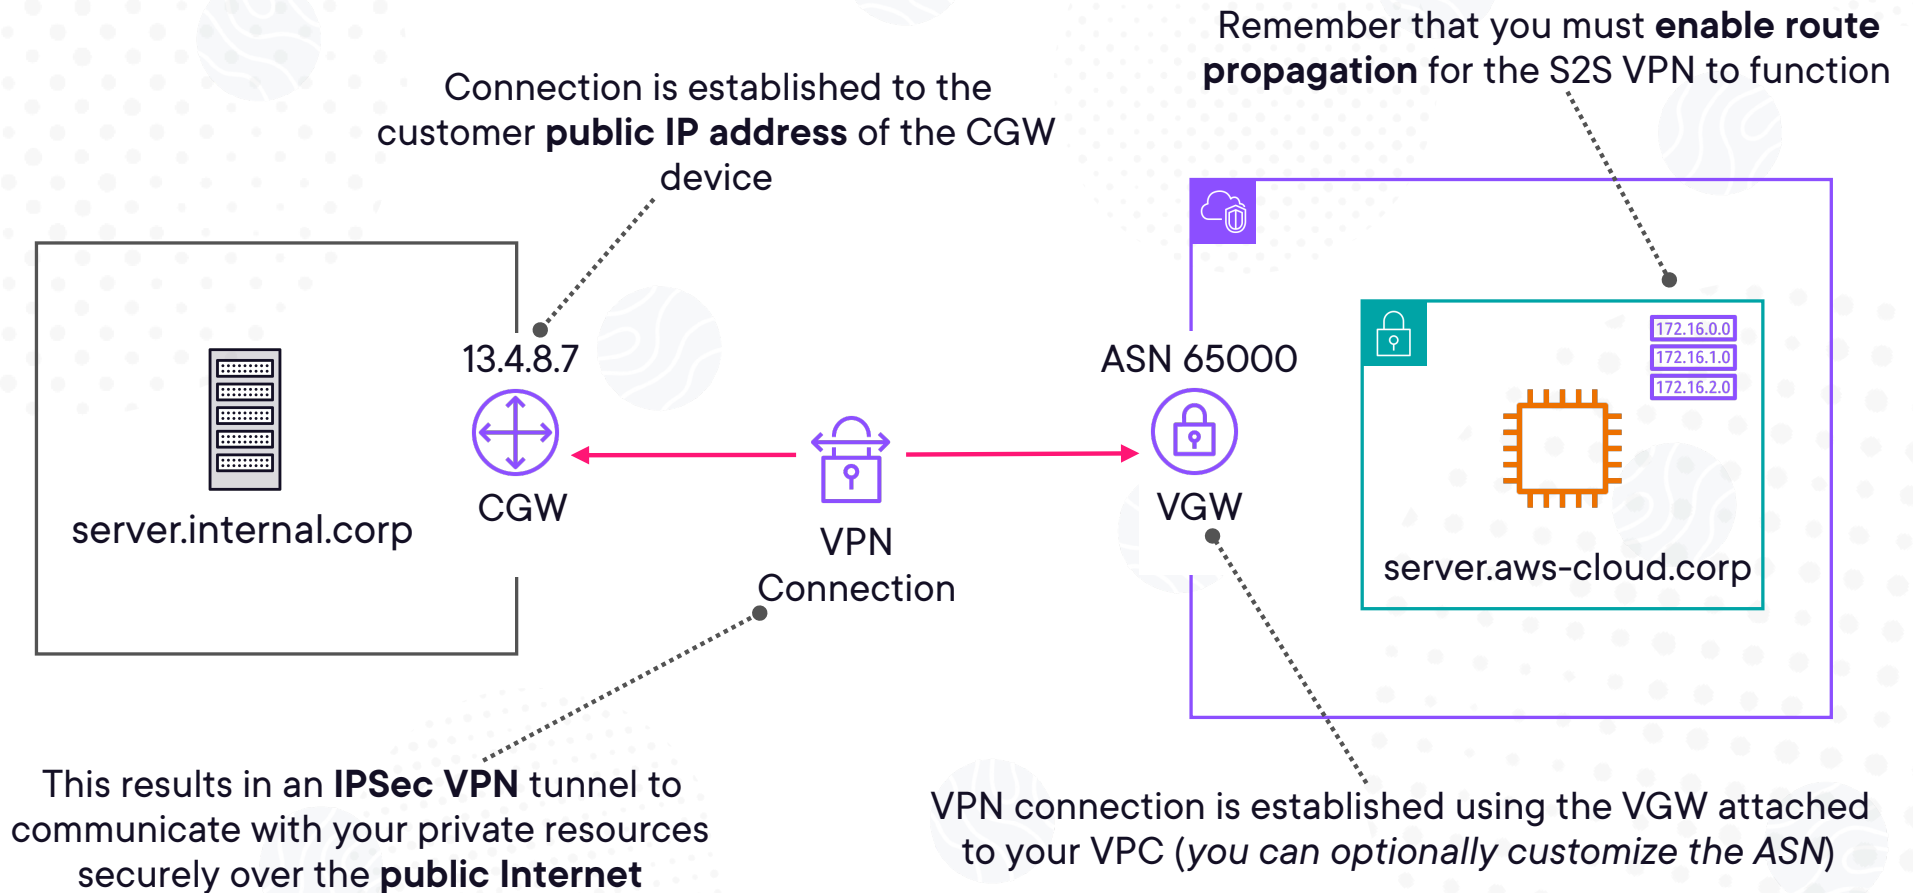 Remember that you must enable route
propagation for the S2S VPN to function
Connection is established to the
customer public IP address of the CGW
device
13.4.8.7
CGW
server.internal.corp
VPN
Connection
ASN 65000
VGW
172.16.0.0
172.16.1.0
172.16.2.0
server.aws-cloud.corp
This results in an IPSec VPN tunnel to
communicate with your private resources
securely over the public Internet
VPN connection is established using the VGW attached
to your VPC (you can optionally customize the ASN)